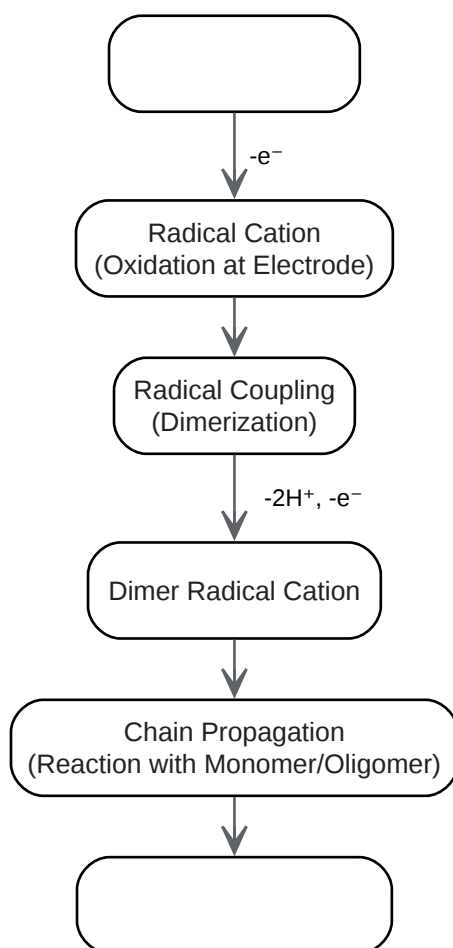 -e⁻
Radical Cation
(Oxidation at Electrode)
Radical Coupling
(Dimerization)
-2H⁺, -e⁻
Dimer Radical Cation
Chain Propagation
(Reaction with Monomer/Oligomer)